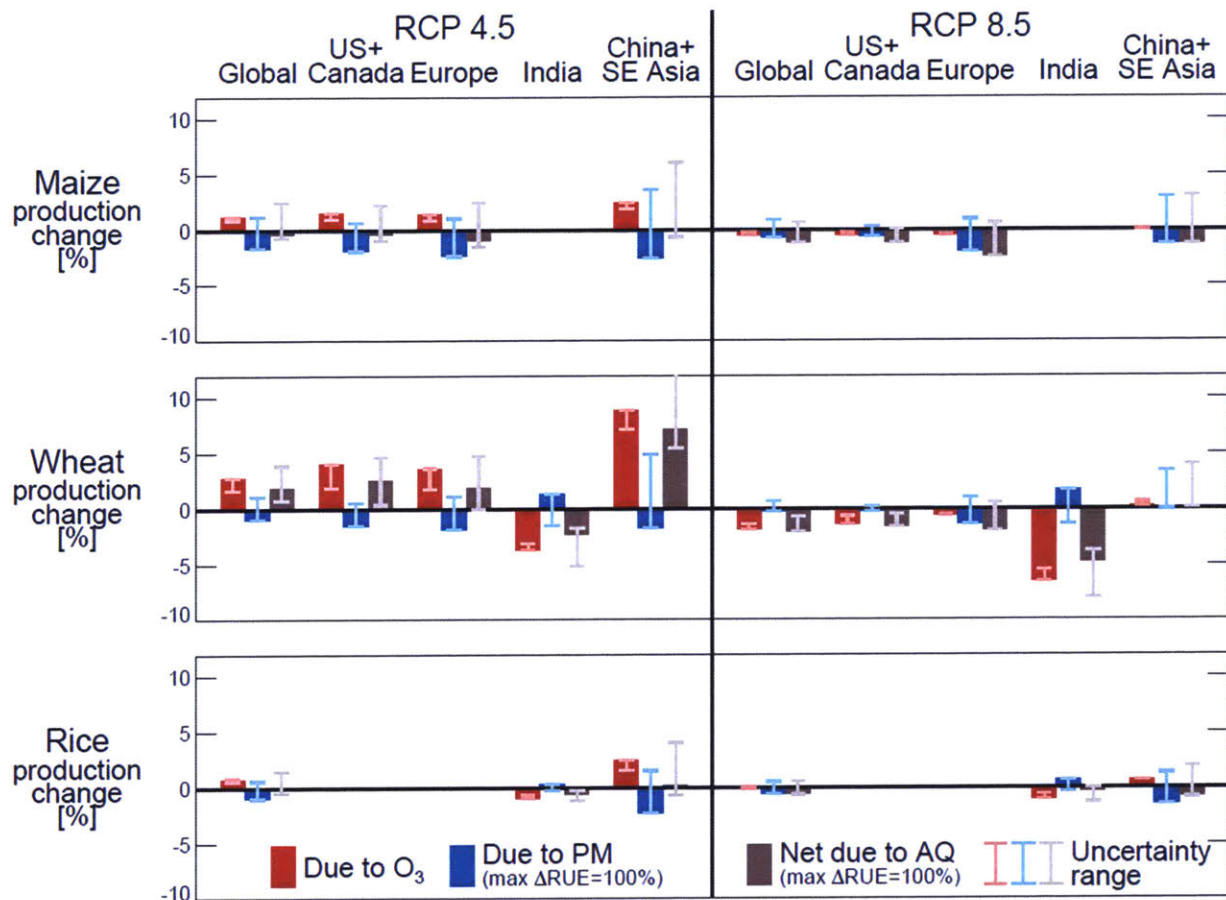 RCP 4.5
RCP 8.5
Global
US+
Canada
Europe
India
China+
SE Asia
Global
US+
Canada
Europe
India
China+
SE Asia
Maize
production
change
[%]
10
5
0
-5
-10
Wheat
production
change
[%]
10
5
0
-5
-10
Rice
production
change
[%]
10
5
0
-5
-10
Due to O₃
Due to PM
(max ΔRUE=100%)
Net due to AQ
(max ΔRUE=100%)
Uncertainty
range